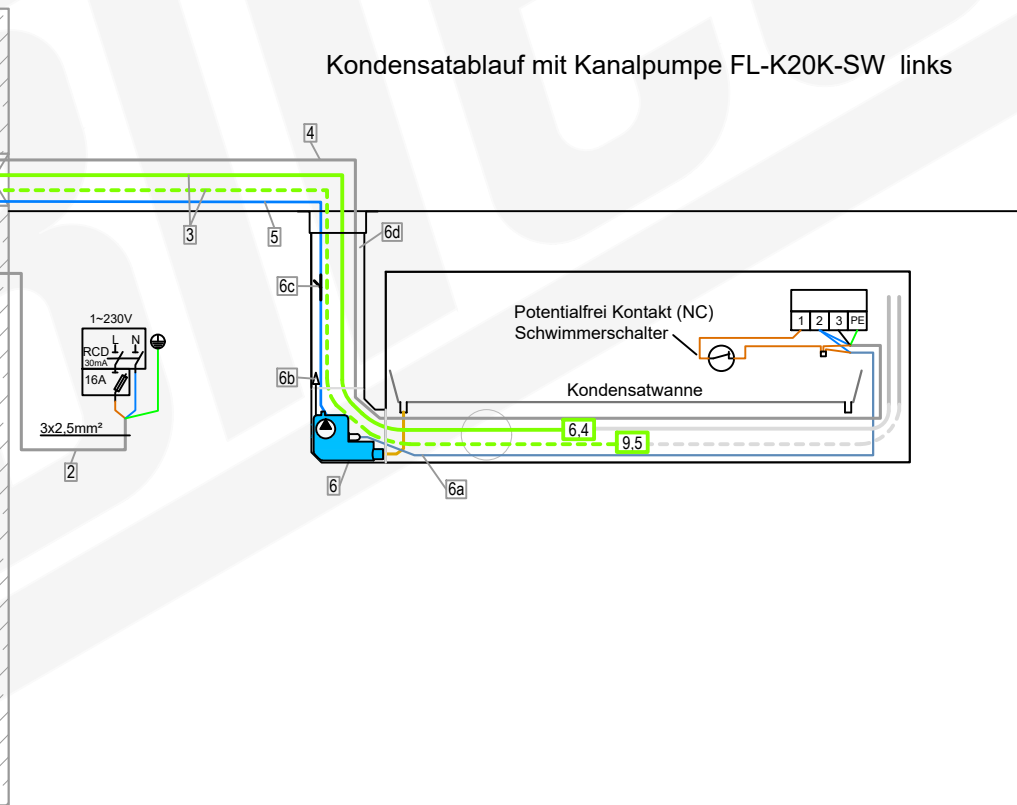 Kondensatablauf mit Kanalpumpe FL-K20K-SW links
4
3
5
6d
6c
1~230V
L N
RCD
30mA
16A
3x2,5mm²
2
Potentialfrei Kontakt (NC)
Schwimmerschalter
1 2 3 PE
6b
Kondensatwanne
6,4
9,5
6
6a